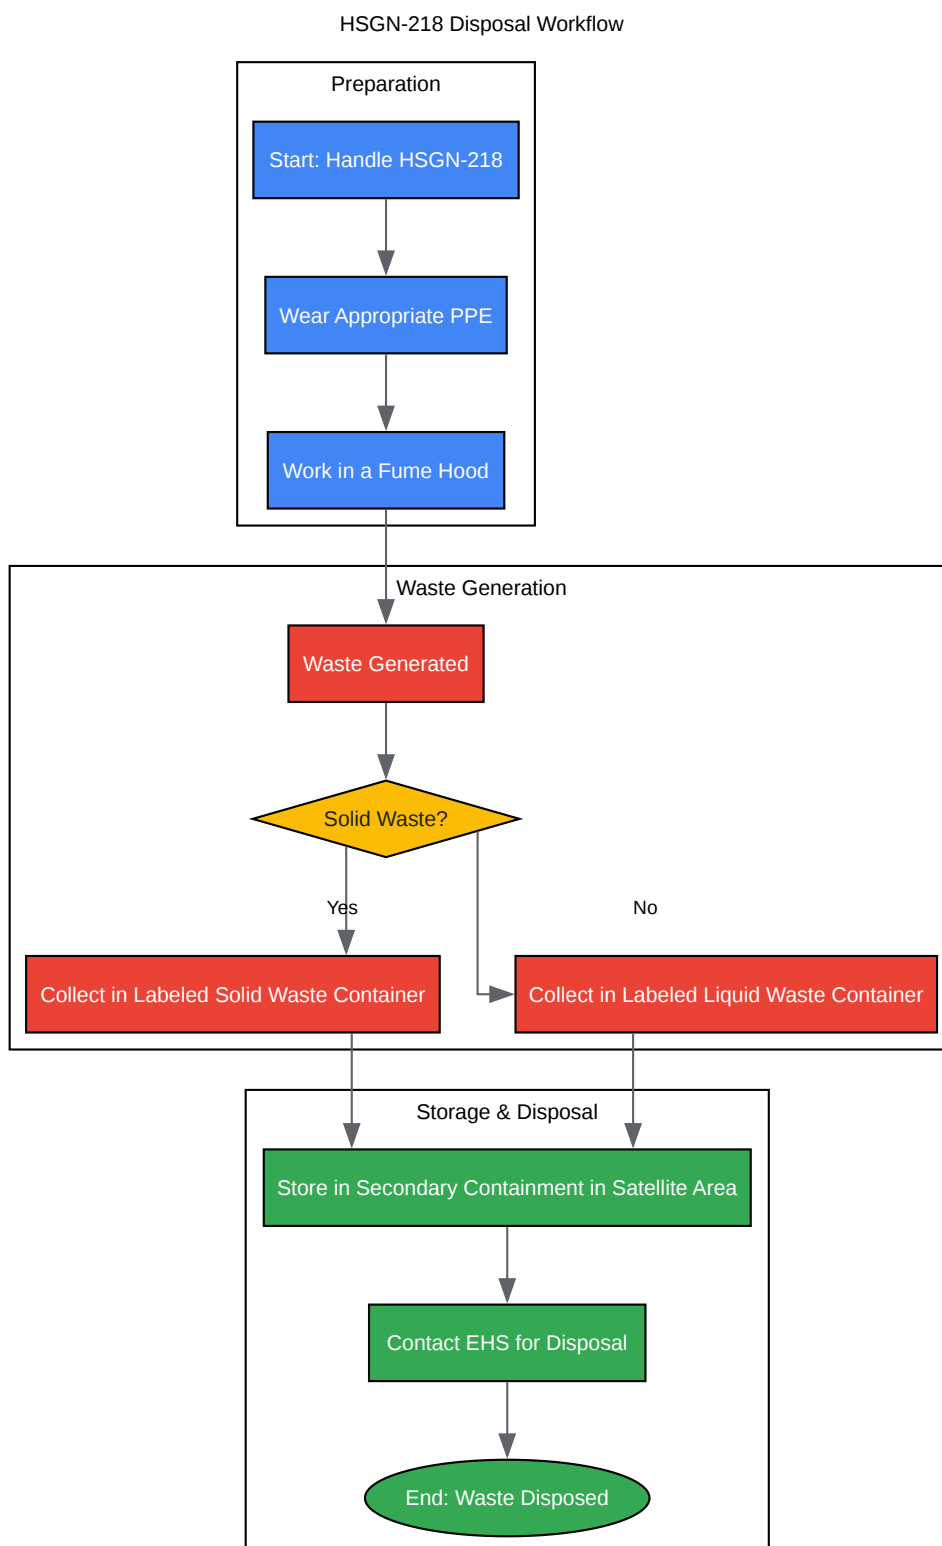 HSGN-218 Disposal Workflow
Preparation
Start: Handle HSGN-218
Wear Appropriate PPE
Work in a Fume Hood
Waste Generation
Waste Generated
Solid Waste?
Yes
No
Collect in Labeled Solid Waste Container
Collect in Labeled Liquid Waste Container
Storage & Disposal
Store in Secondary Containment in Satellite Area
Contact EHS for Disposal
End: Waste Disposed